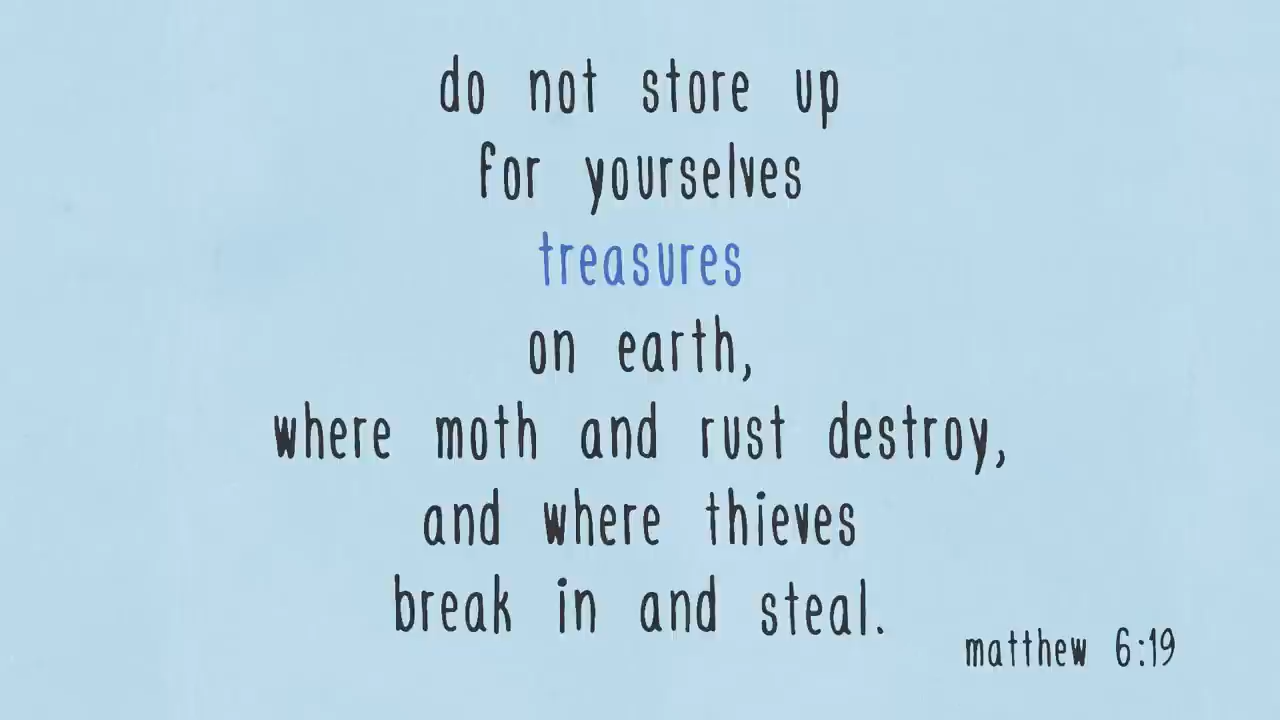 do not store up
for yourselves
treasures
on earth,
where moth and rust destroy,
and where thieves
break in and steal.
matthew 6:19